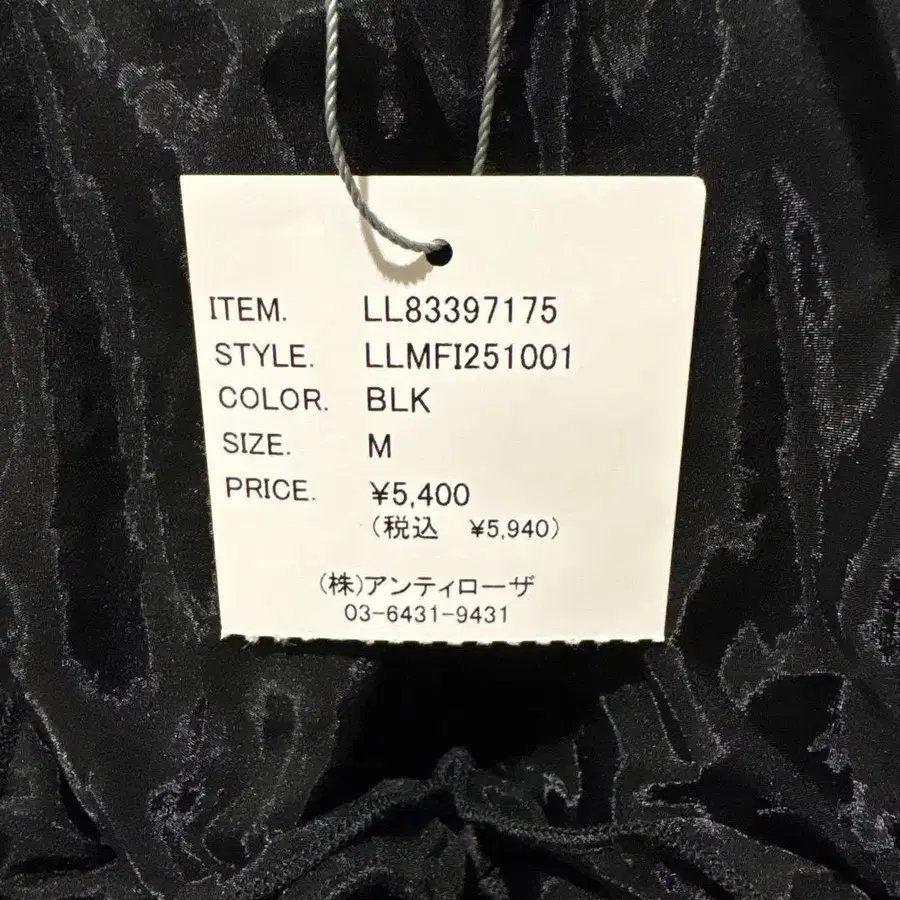 ITEM. LL83397175
STYLE. LLMFI251001
COLOR. BLK
SIZE. M
PRICE. ¥5,400
(税込 ¥5,940)
(株)アンティローザ
03-6431-9431